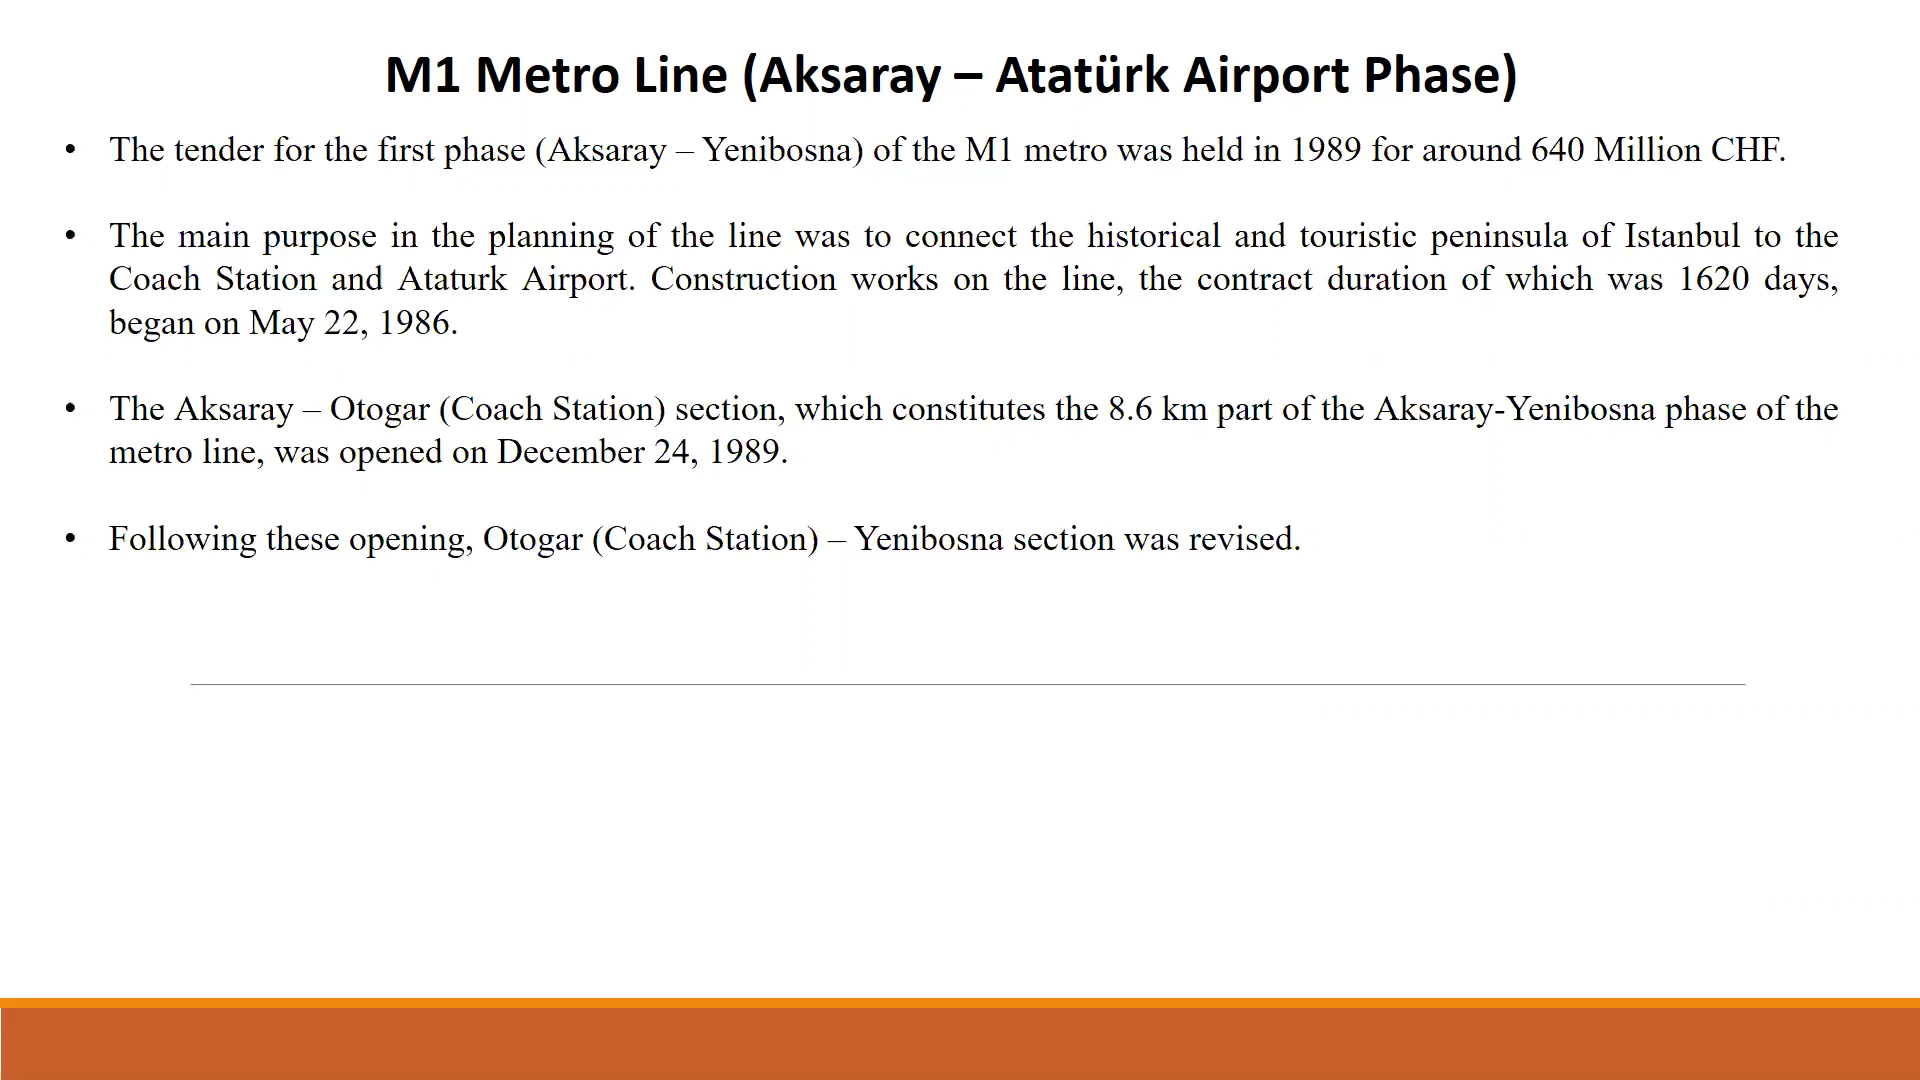 M1 Metro Line (Aksaray – Atatürk Airport Phase)
• The tender for the first phase (Aksaray – Yenibosna) of the M1 metro was held in 1989 for around 640 Million CHF.
• The main purpose in the planning of the line was to connect the historical and touristic peninsula of Istanbul to the
Coach Station and Ataturk Airport. Construction works on the line, the contract duration of which was 1620 days,
began on May 22, 1986.
• The Aksaray – Otogar (Coach Station) section, which constitutes the 8.6 km part of the Aksaray-Yenibosna phase of the
metro line, was opened on December 24, 1989.
• Following these opening, Otogar (Coach Station) – Yenibosna section was revised.